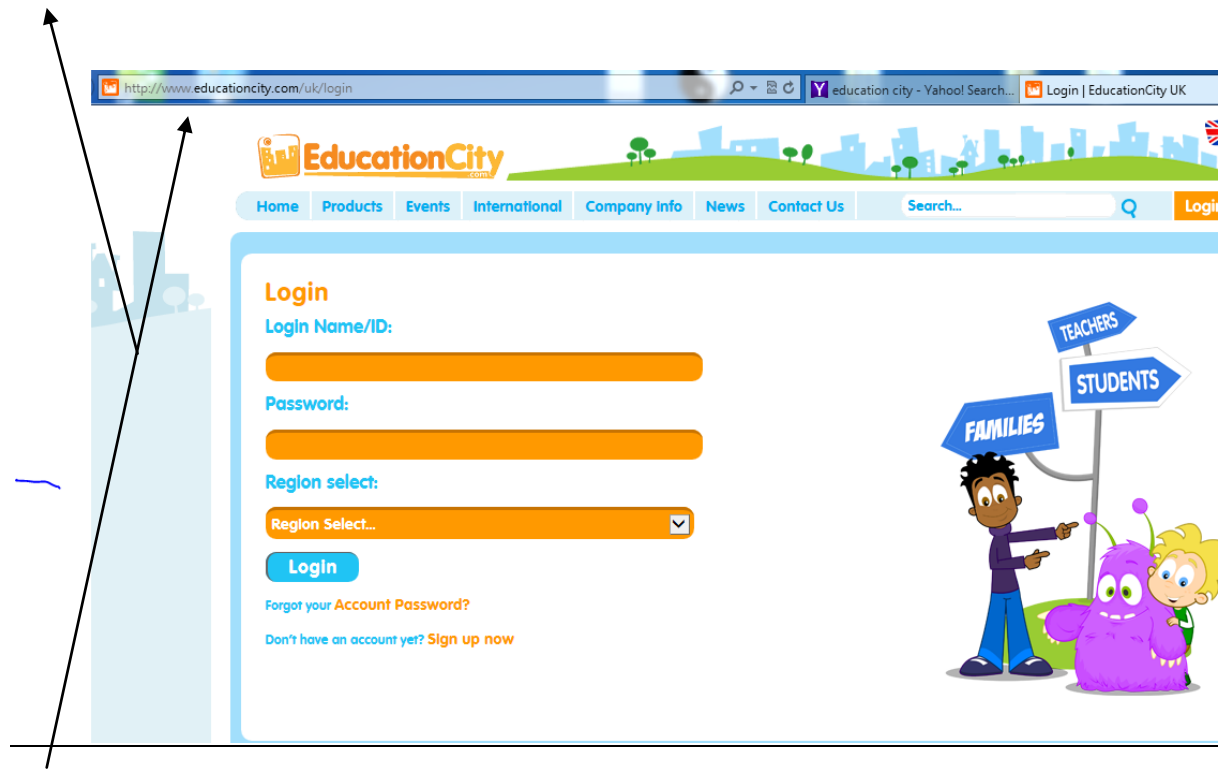 http://www.educationcity.com/uk/login
education city - Yahoo! Search...
Login | EducationCity UK
EducationCity
.com
Home Products Events International Company Info News Contact Us Search... Login
Login
Login Name/ID:
Password:
Region select:
Region Select...
Login
Forgot your Account Password?
Don't have an account yet? Sign up now
TEACHERS
STUDENTS
FAMILIES